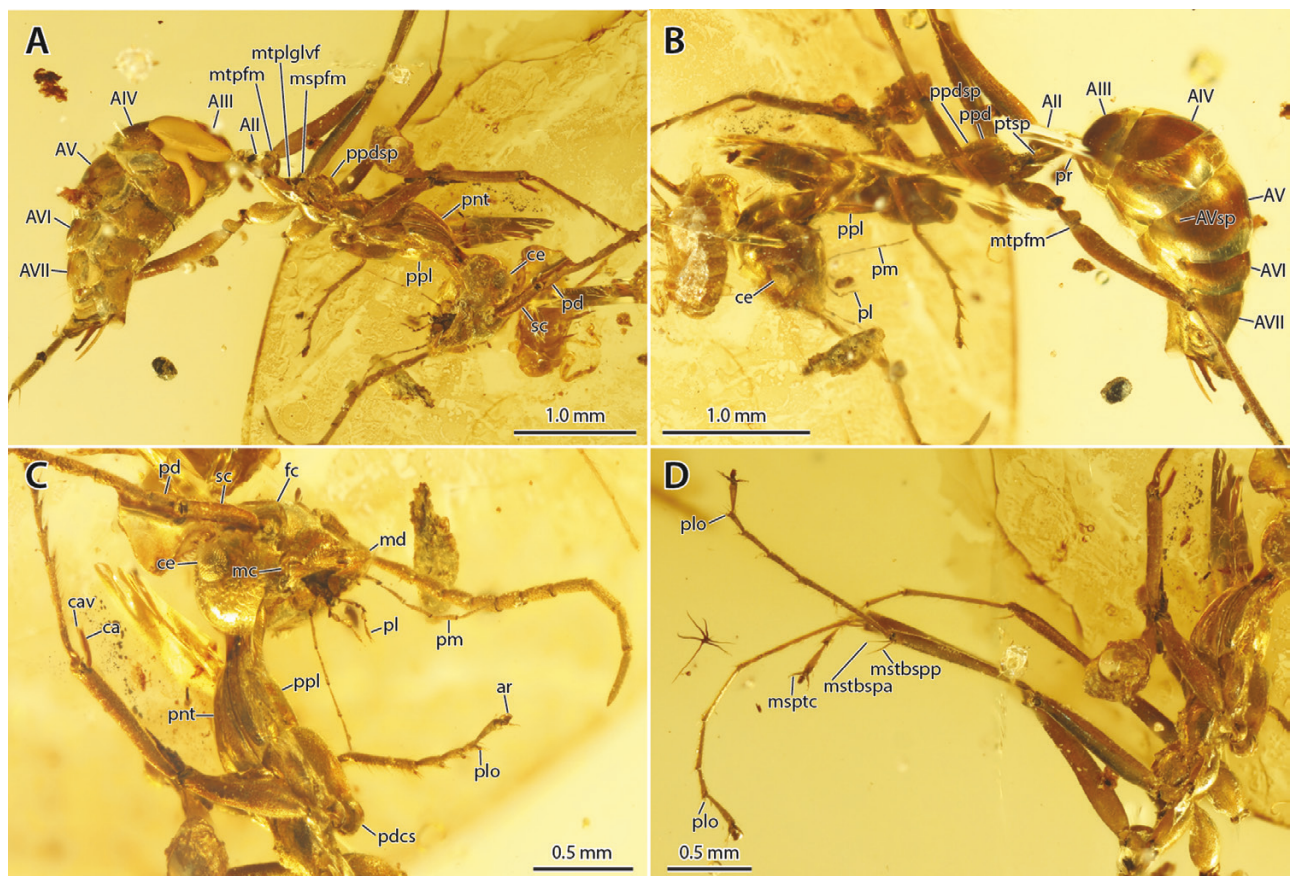 A
mtplglvf
mtpfm
mspfm
AIV
AIII
AII
AV
ppdsp
pnt
AVI
AVII
ppl
ce
pd
sc
1.0 mm
B
ppdsp
ppd
ptsp
AII
AIII
AIV
pr
AV
AVsp
mtpfm
ppl
pm
ce
pl
AVI
AVII
1.0 mm
C
pd
sc
fc
md
ce
mc
cav
ca
pl
pm
ppl
pnt
ar
plo
pdcs
0.5 mm
D
plo
mstbspp
mstbspa
msptc
plo
0.5 mm